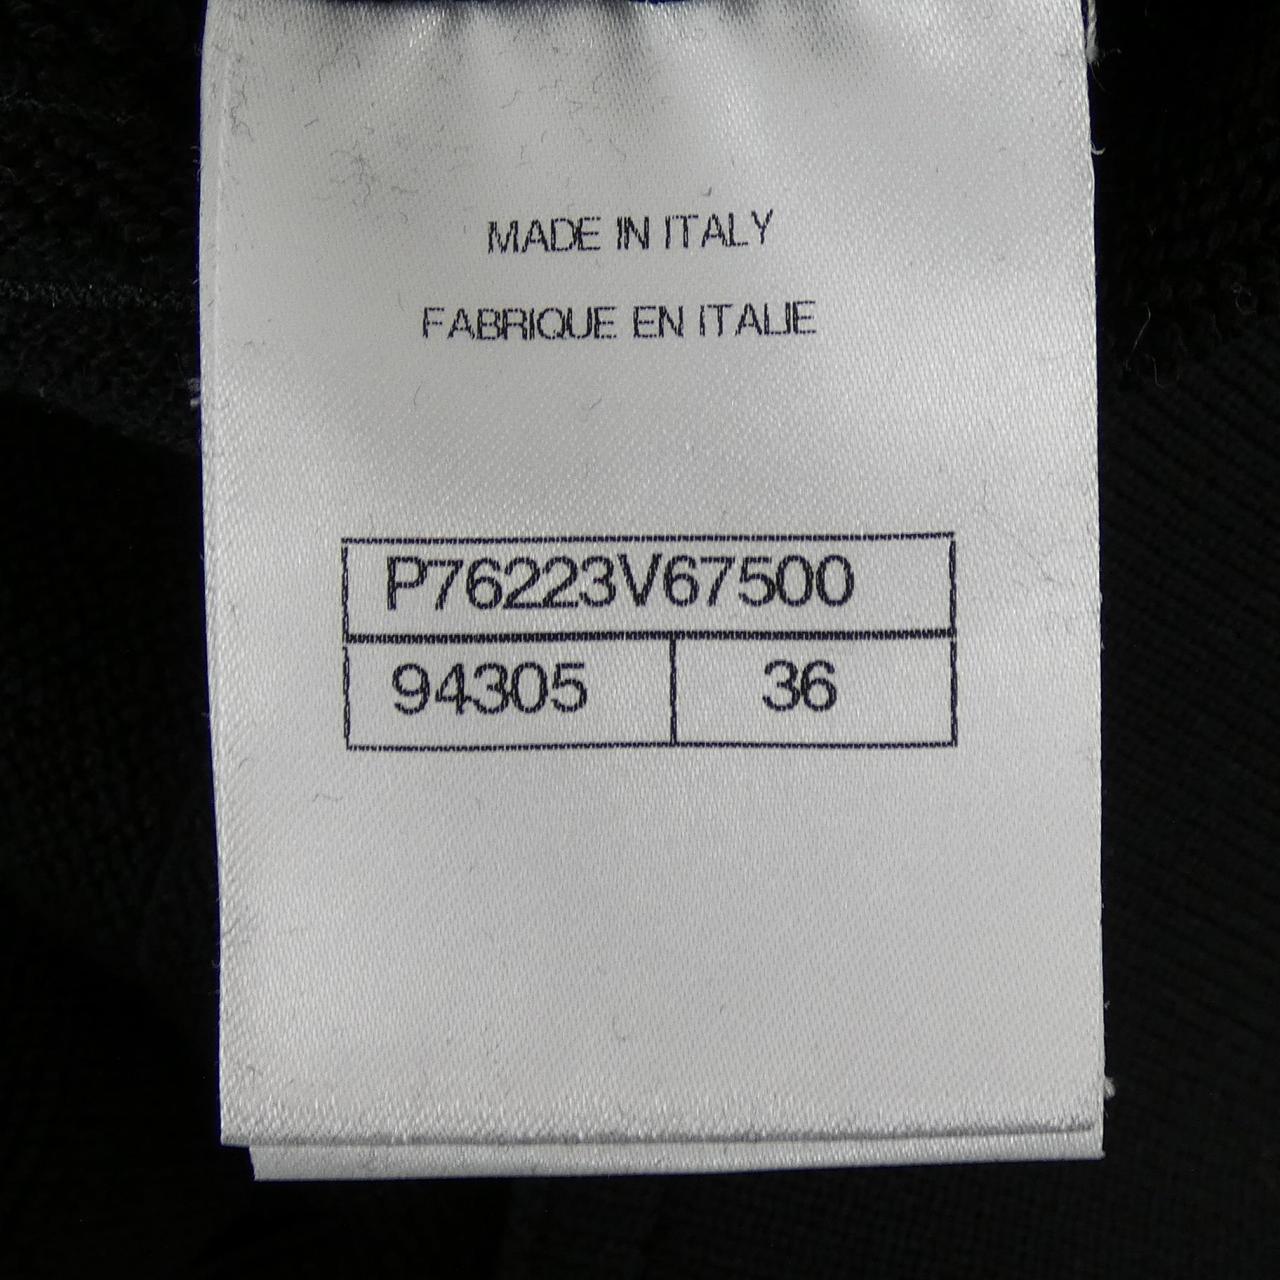 MADE IN ITALY
FABRIQUE EN ITALIE
P76223V67500
94305 36